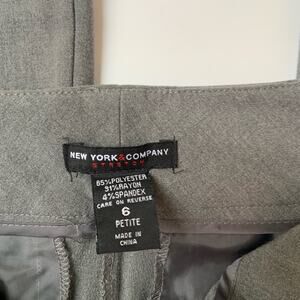 NEW YORK&COMPANY
STRETCH
65%POLYESTER
31%RAYON
4%SPANDEX
CARE ON REVERSE
6
PETITE
MADE IN
CHINA